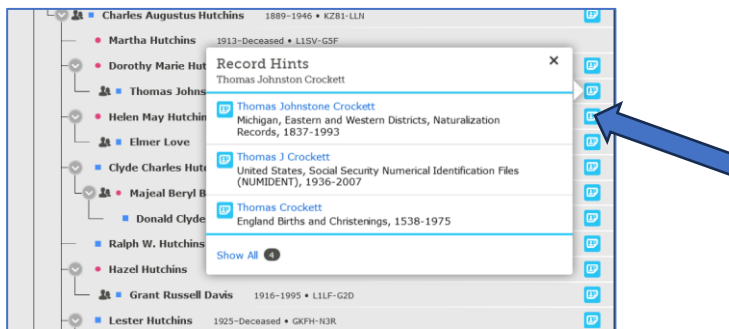 Charles Augustus Hutchins 1889-1946 • KZ81-LLN
Martha Hutchins 1913-Deceased • L1SV-G5F
Dorothy Marie Hut
Thomas Johns
Helen May Hutchin
Elmer Love
Clyde Charles Hutc
Majeal Beryl B
Donald Clyde
Ralph W. Hutchins
Hazel Hutchins
Grant Russell Davis 1916-1995 • L1LF-G2D
Lester Hutchins 1925-Deceased • GKFH-N3R
Record Hints ×
Thomas Johnston Crockett
Thomas Johnstone Crockett
Michigan, Eastern and Western Districts, Naturalization
Records, 1837-1993
Thomas J Crockett
United States, Social Security Numerical Identification Files
(NUMIDENT), 1936-2007
Thomas Crockett
England Births and Christenings, 1538-1975
Show All 4